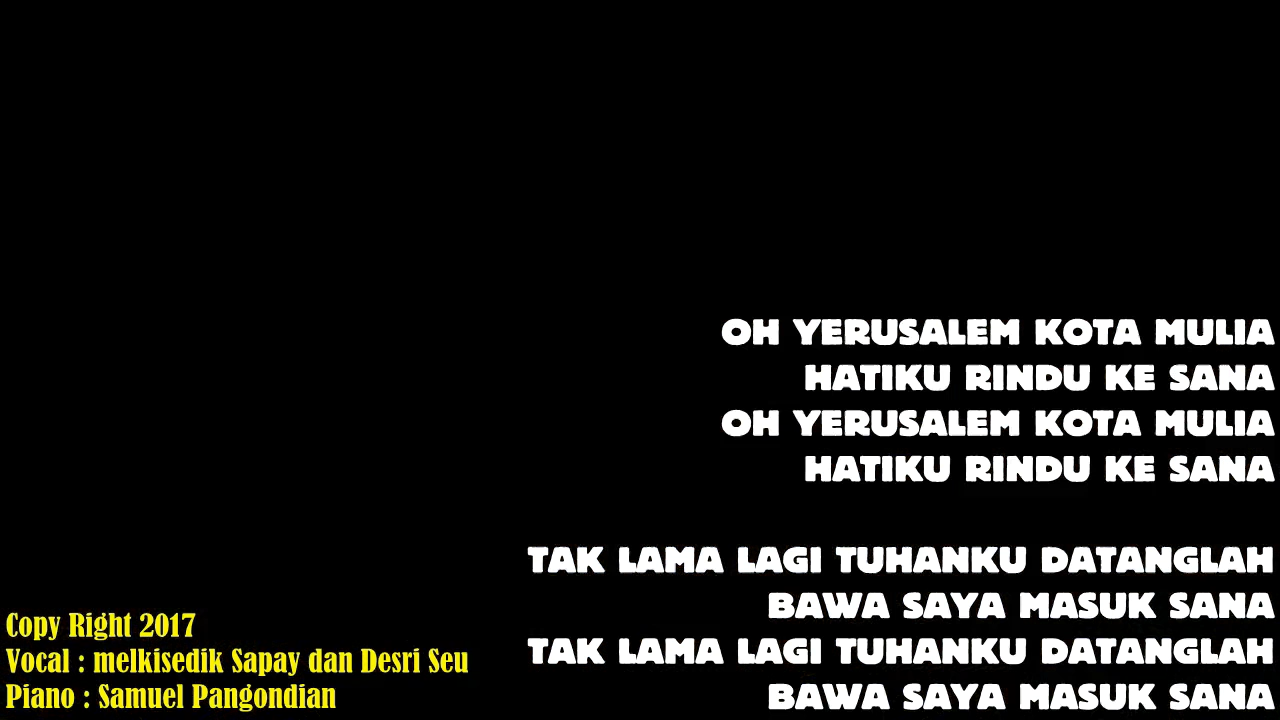 OH YERUSALEM KOTA MULIA
HATIKU RINDU KE SANA
OH YERUSALEM KOTA MULIA
HATIKU RINDU KE SANA
TAK LAMA LAGI TUHANKU DATANGLAH
BAWA SAYA MASUK SANA
TAK LAMA LAGI TUHANKU DATANGLAH
BAWA SAYA MASUK SANA
Copy Right 2017
Vocal : melkisedik Sapay dan Desri Seu
Piano : Samuel Pangondian